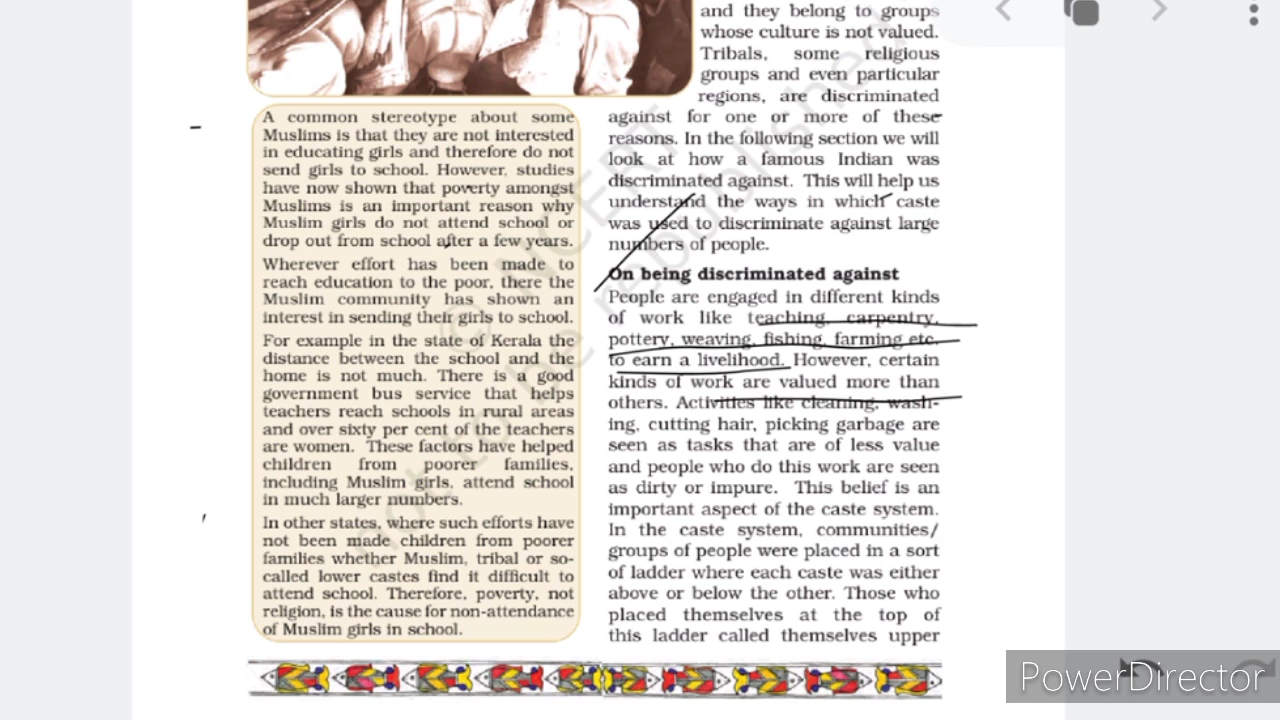 A common stereotype about some
Muslims is that they are not interested
in educating girls and therefore do not
send girls to school. However, studies
have now shown that poverty amongst
Muslims is an important reason why
Muslim girls do not attend school or
drop out from school after a few years.
Wherever effort has been made to
reach education to the poor, there the
Muslim community has shown an
interest in sending their girls to school.
For example in the state of Kerala the
distance between the school and the
home is not much. There is a good
government bus service that helps
teachers reach schools in rural areas
and over sixty per cent of the teachers
are women. These factors have helped
children from poorer families,
including Muslim girls, attend school
in much larger numbers.
In other states, where such efforts have
not been made children from poorer
families whether Muslim, tribal or so-
called lower castes find it difficult to
attend school. Therefore, poverty, not
religion, is the cause for non-attendance
of Muslim girls in school.
and they belong to groups
whose culture is not valued.
Tribals, some religious
groups and even particular
regions, are discriminated
against for one or more of these
reasons. In the following section we will
look at how a famous Indian was
discriminated against. This will help us
understand the ways in which caste
was used to discriminate against large
numbers of people.
On being discriminated against
People are engaged in different kinds
of work like teaching, carpentry,
pottery, weaving, fishing, farming etc.
to earn a livelihood. However, certain
kinds of work are valued more than
others. Activities like cleaning, wash-
ing, cutting hair, picking garbage are
seen as tasks that are of less value
and people who do this work are seen
as dirty or impure. This belief is an
important aspect of the caste system.
In the caste system, communities/
groups of people were placed in a sort
of ladder where each caste was either
above or below the other. Those who
placed themselves at the top of
this ladder called themselves upper
© NCERT
not to be republished
PowerDirector